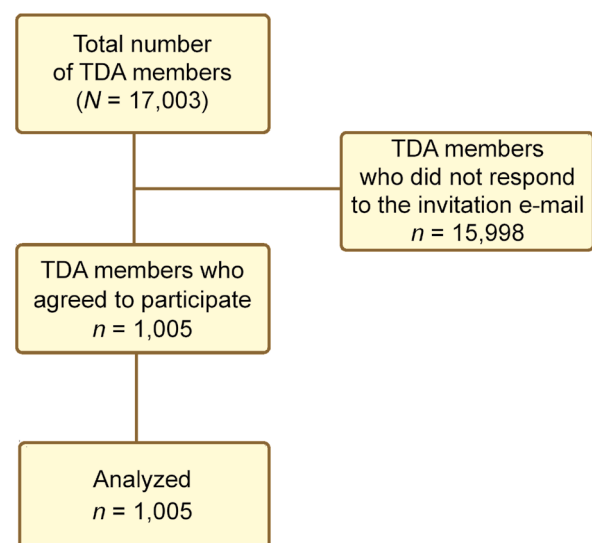 Total number
of TDA members
(N = 17,003)
TDA members
who did not respond
to the invitation e-mail
n = 15,998
TDA members who
agreed to participate
n = 1,005
Analyzed
n = 1,005